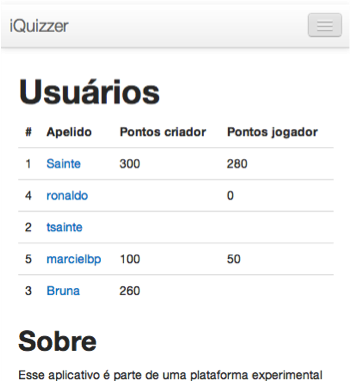 iQuizzer
Usuários
# Apelido Pontos criador Pontos jogador
1 Sainte 300 280
4 ronaldo 0
2 tsainte
5 marcielbp 100 50
3 Bruna 260
Sobre
Esse aplicativo é parte de uma plataforma experimental